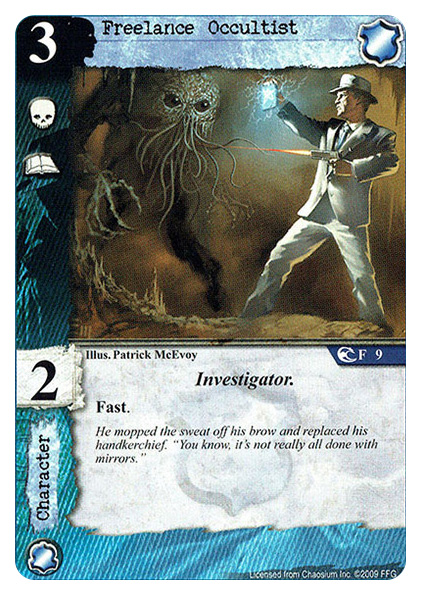 3
Freelance Occultist
Illus. Patrick McEvoy
F 9
2
Investigator.
Fast.
He mopped the sweat off his brow and replaced his
handkerchief. “You know, it's not really all done with
mirrors.”
Character
Licensed from Chaosium Inc. ©2009 FFG